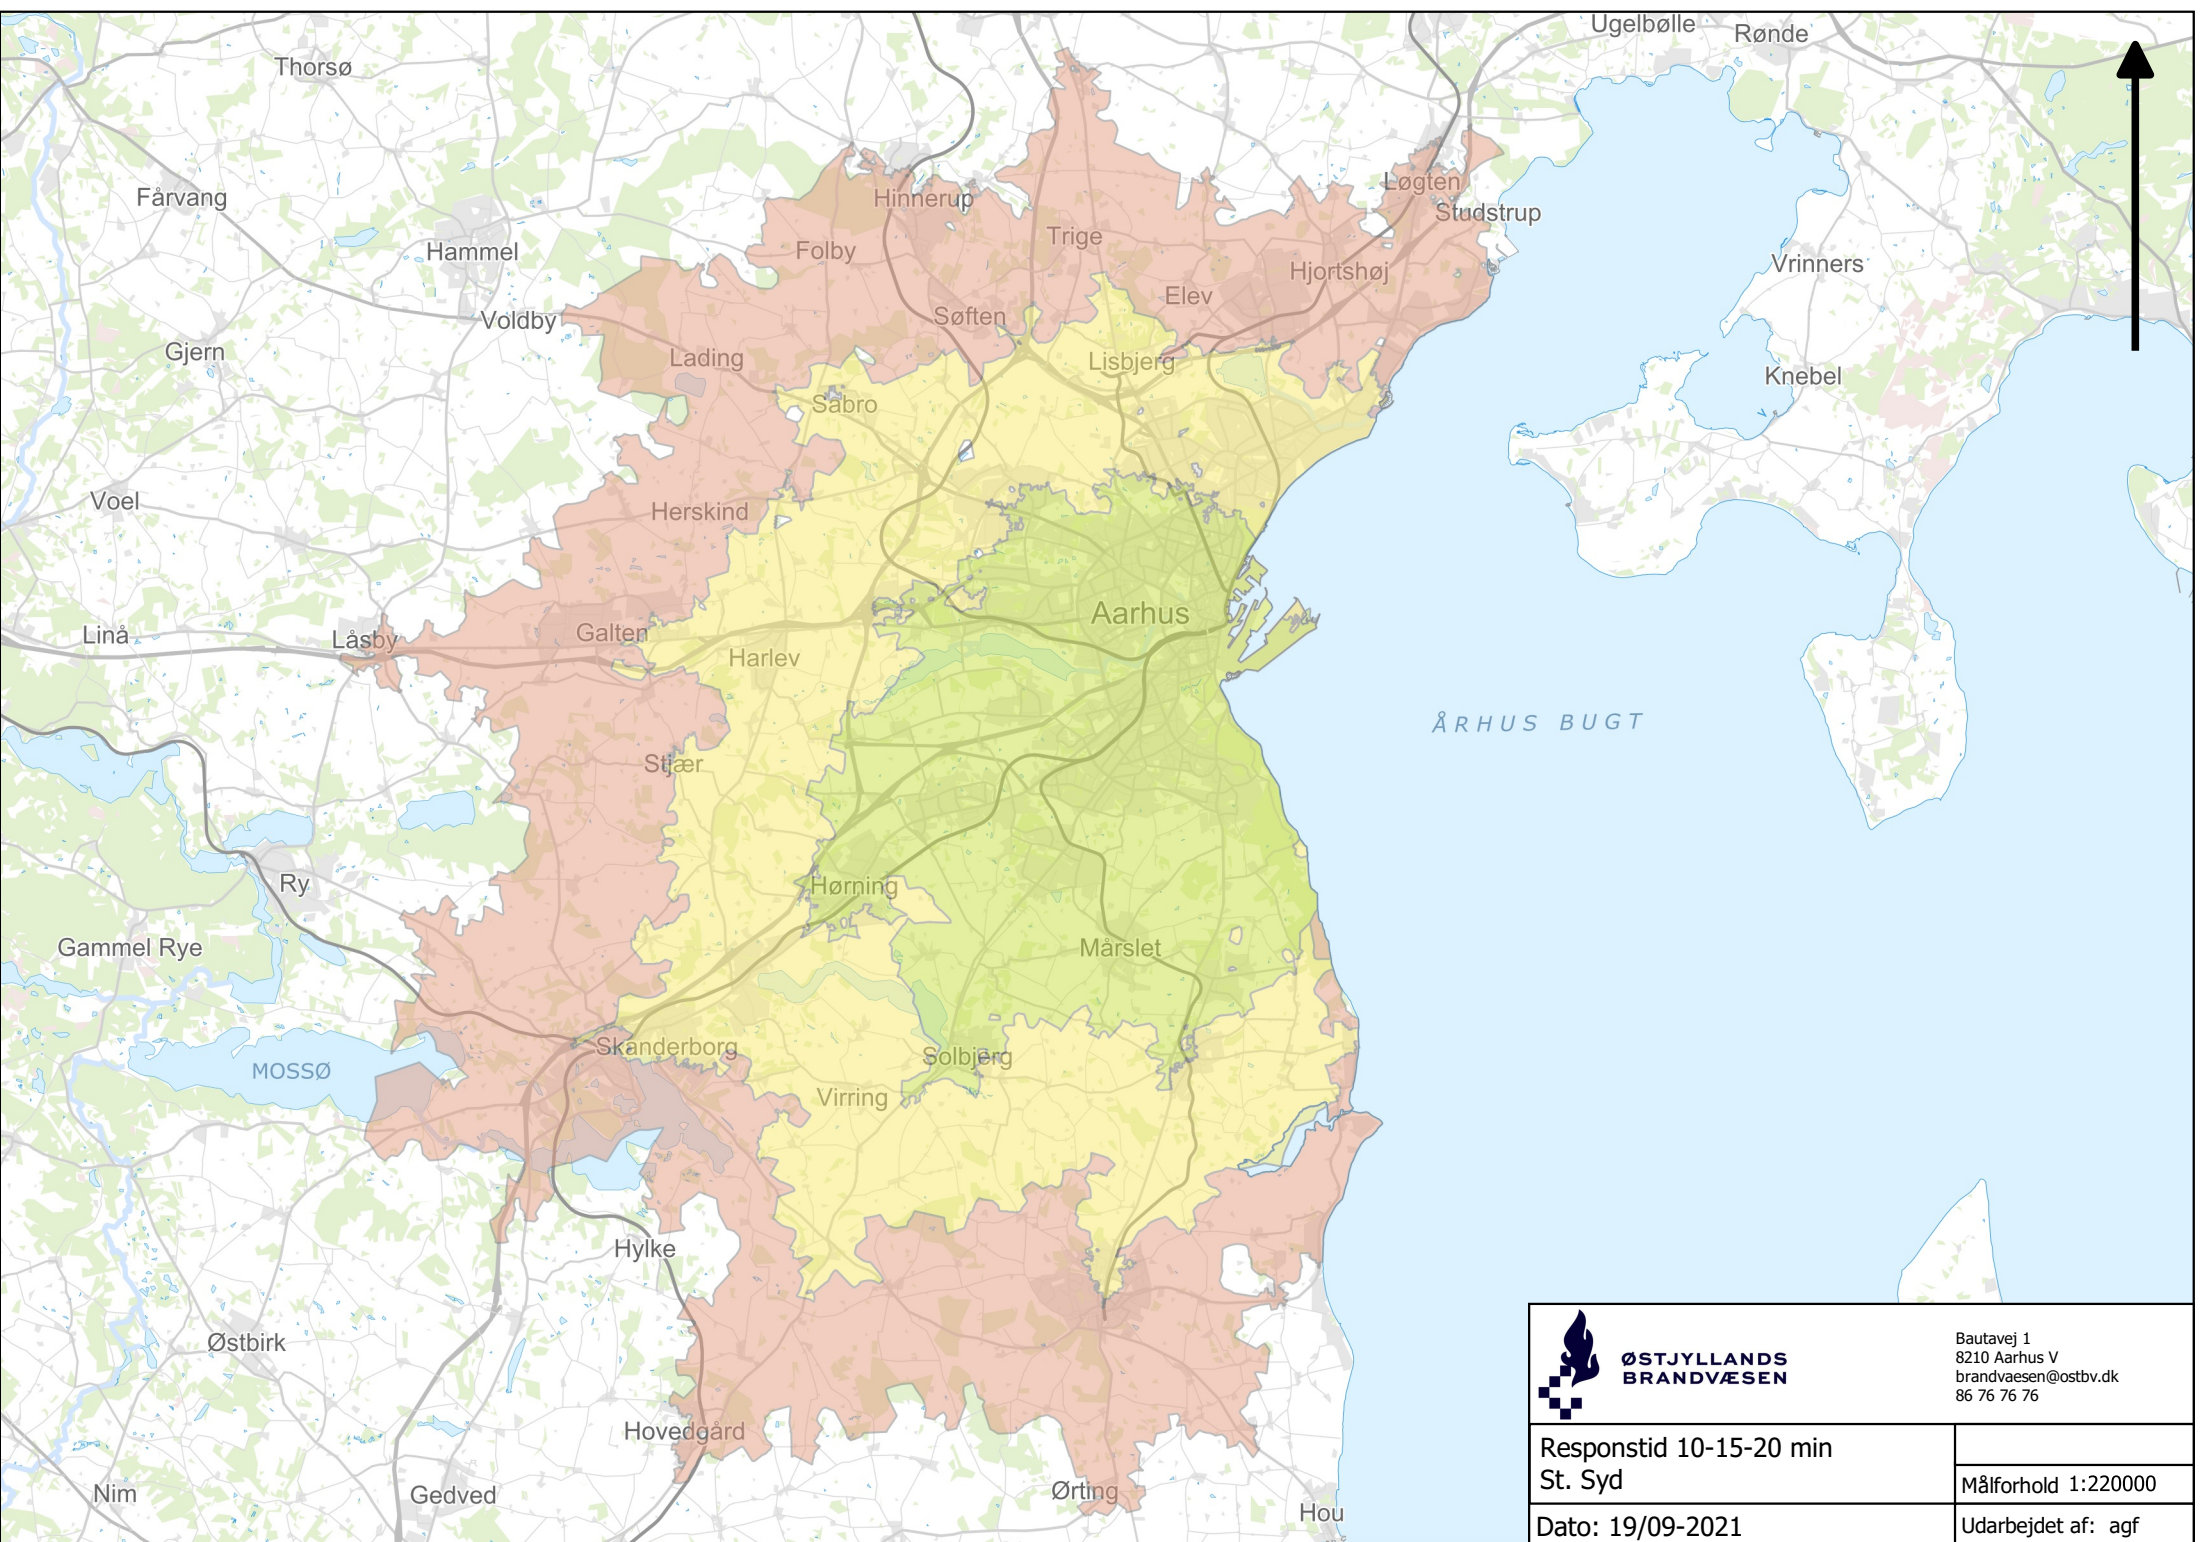 Ugelbølle
Rønde
Thorsø
Løgten
Fårvang
Hinnerup
Studstrup
Hammel
Folby
Trige
Hjortshøj
Vrinners
Elev
Voldby
Søften
Gjern
Lading
Lisbjerg
Knebel
Sabro
Voel
Herskind
Aarhus
Linå
Låsby
Galten
Harlev
ÅRHUS BUGT
Stjær
Ry
Hørning
Gammel Rye
Mårslet
MOSSØ
Skanderborg
Solbjerg
Virring
Hylke
Østbirk
Hovedgård
Nim
Gedved
Ørting
Hou
ØSTJYLLANDS
BRANDVÆSEN
Bautavej 1
8210 Aarhus V
brandvaesen@ostbv.dk
86 76 76 76
Responstid 10-15-20 min
St. Syd
Målforhold 1:220000
Dato: 19/09-2021
Udarbejdet af: agf